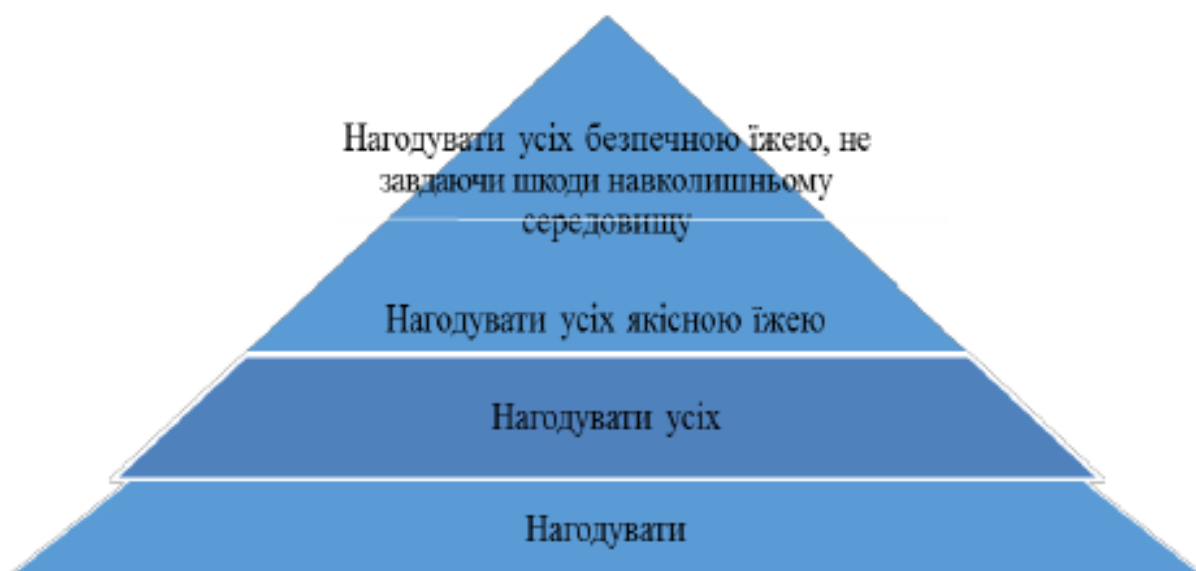 Нагодувати усіх безпечною їжею, не
завдаючи шкоди навколишньому
середовищу
Нагодувати усіх якісною їжею
Нагодувати усіх
Нагодувати